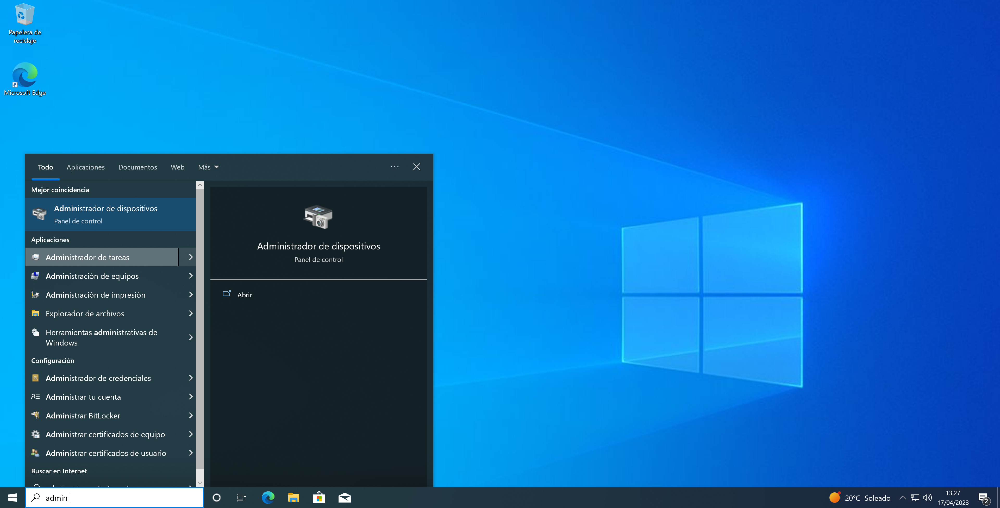 Papelera de
reciclaje
Microsoft Edge
Todo Aplicaciones Documentos Web Más
Mejor coincidencia
Administrador de dispositivos
Panel de control
Aplicaciones
Administrador de tareas
Administración de equipos
Administración de impresión
Explorador de archivos
Herramientas administrativas de
Windows
Configuración
Administrador de credenciales
Administrar tu cuenta
Administrar BitLocker
Administrar certificados de equipo
Administrar certificados de usuario
Buscar en Internet
Administrador de dispositivos
Panel de control
Abrir
admin
20°C Soleado
13:27
17/04/2023
2